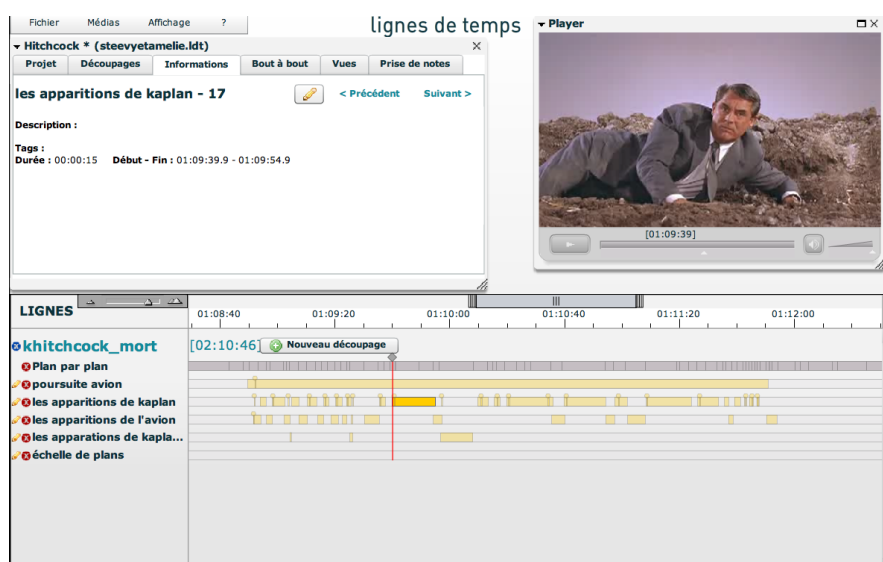 Fichier Médias Affichage ?
lignes de temps
Player
Hitchcock * (steevyetamelie.ldt)
Projet Découpages Informations Bout à bout Vues Prise de notes
les apparitions de kaplan - 17
< Précédent Suivant >
Description :
Tags :
Durée : 00:00:15 Début - Fin : 01:09:39.9 - 01:09:54.9
[01:09:39]
LIGNES
01:08:40 01:09:20 01:10:00 01:10:40 01:11:20 01:12:00
khitchcock_mort
[02:10:46]
Nouveau découpage
Plan par plan
poursuite avion
les apparitions de kaplan
les apparitions de l'avion
les apparations de kapla...
échelle de plans